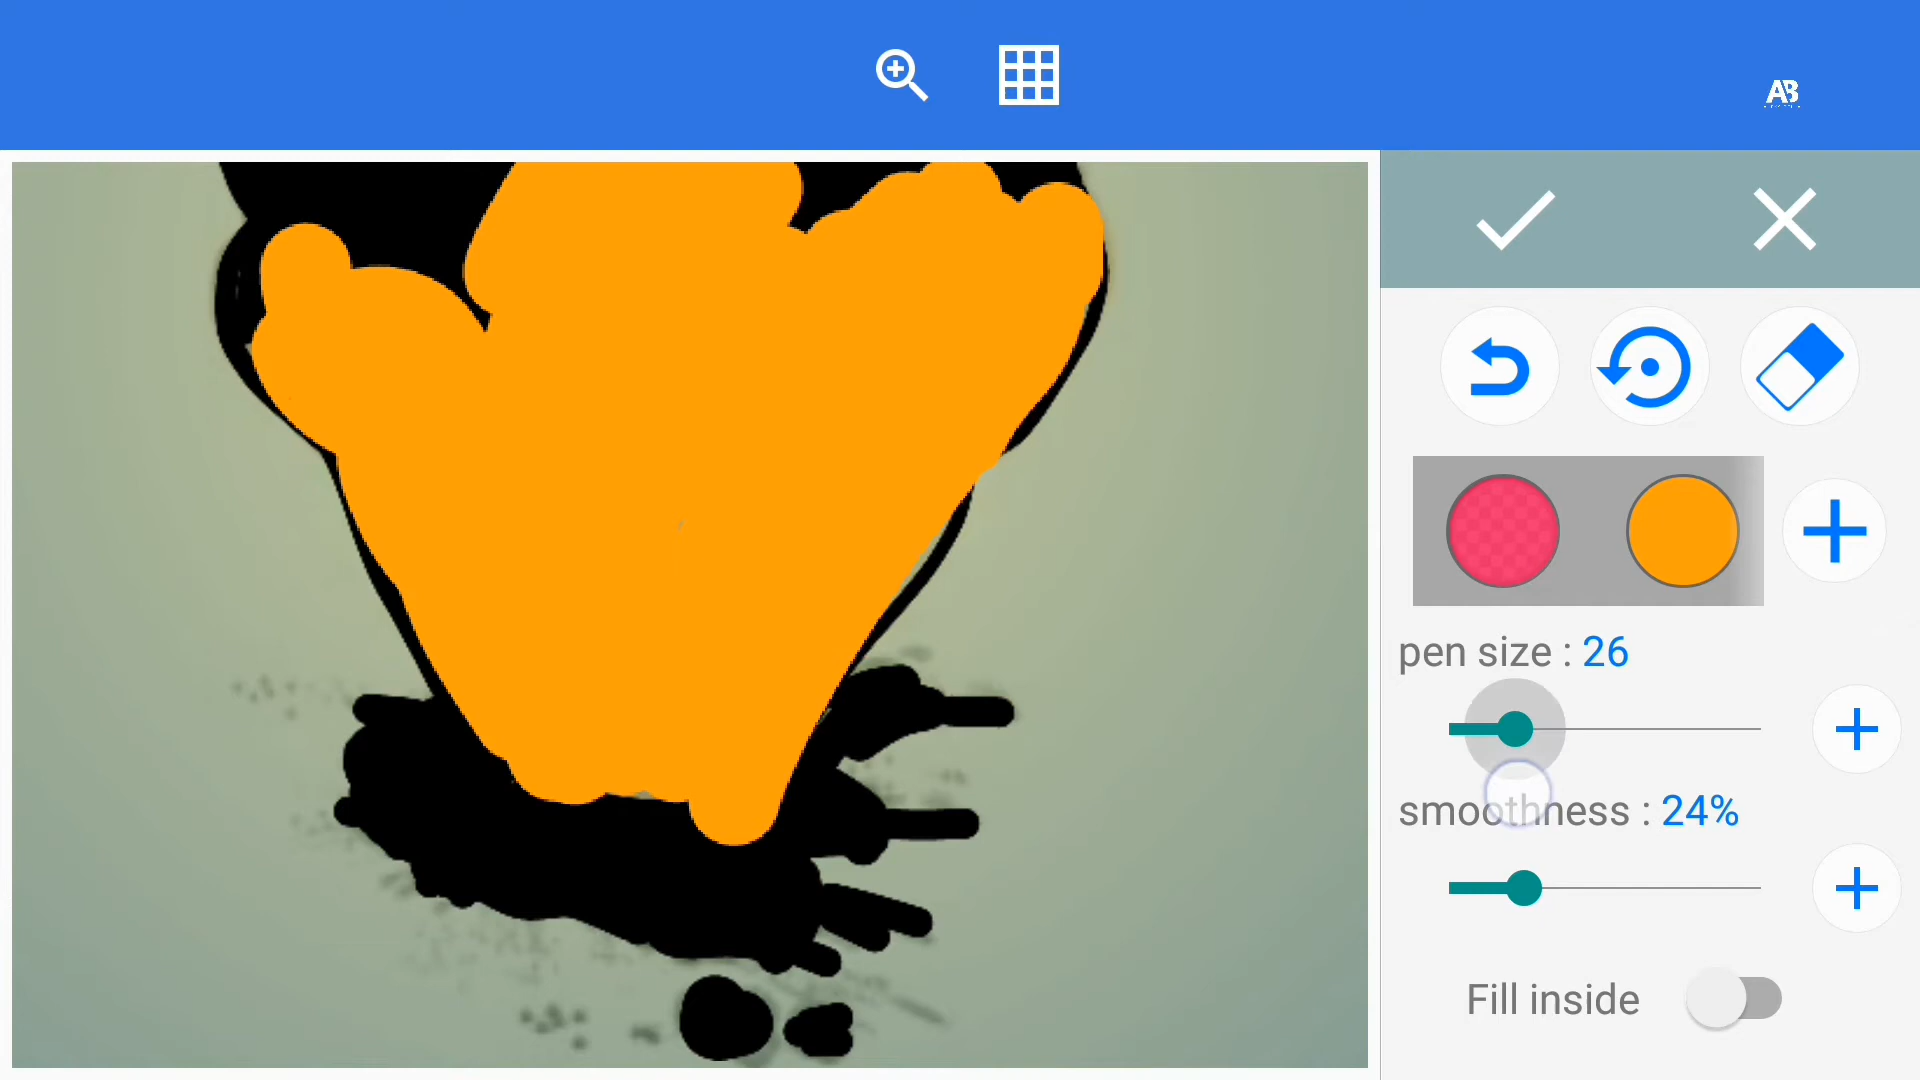 AB
pen size : 26
smoothness : 24%
Fill inside